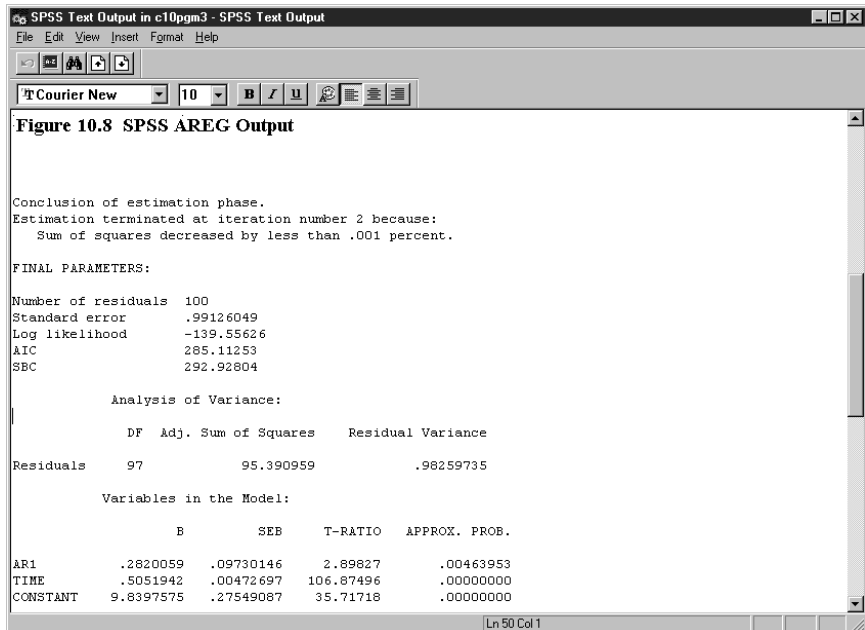 SPSS Text Output in c10pgm3 - SPSS Text Output
File Edit View Insert Format Help
Courier New 10 B I U
Figure 10.8 SPSS AREG Output
Conclusion of estimation phase.
Estimation terminated at iteration number 2 because:
Sum of squares decreased by less than .001 percent.
FINAL PARAMETERS:
Number of residuals 100
Standard error .99126049
Log likelihood -139.55626
AIC 285.11253
SBC 292.92804
Analysis of Variance:
DF Adj. Sum of Squares Residual Variance
Residuals 97 95.390959 .98259735
Variables in the Model:
B SEB T-RATIO APPROX. PROB.
AR1 .2820059 .09730146 2.89827 .00463953
TIME .5051942 .00472697 106.87496 .00000000
CONSTANT 9.8397575 .27549087 35.71718 .00000000
Ln 50 Col 1